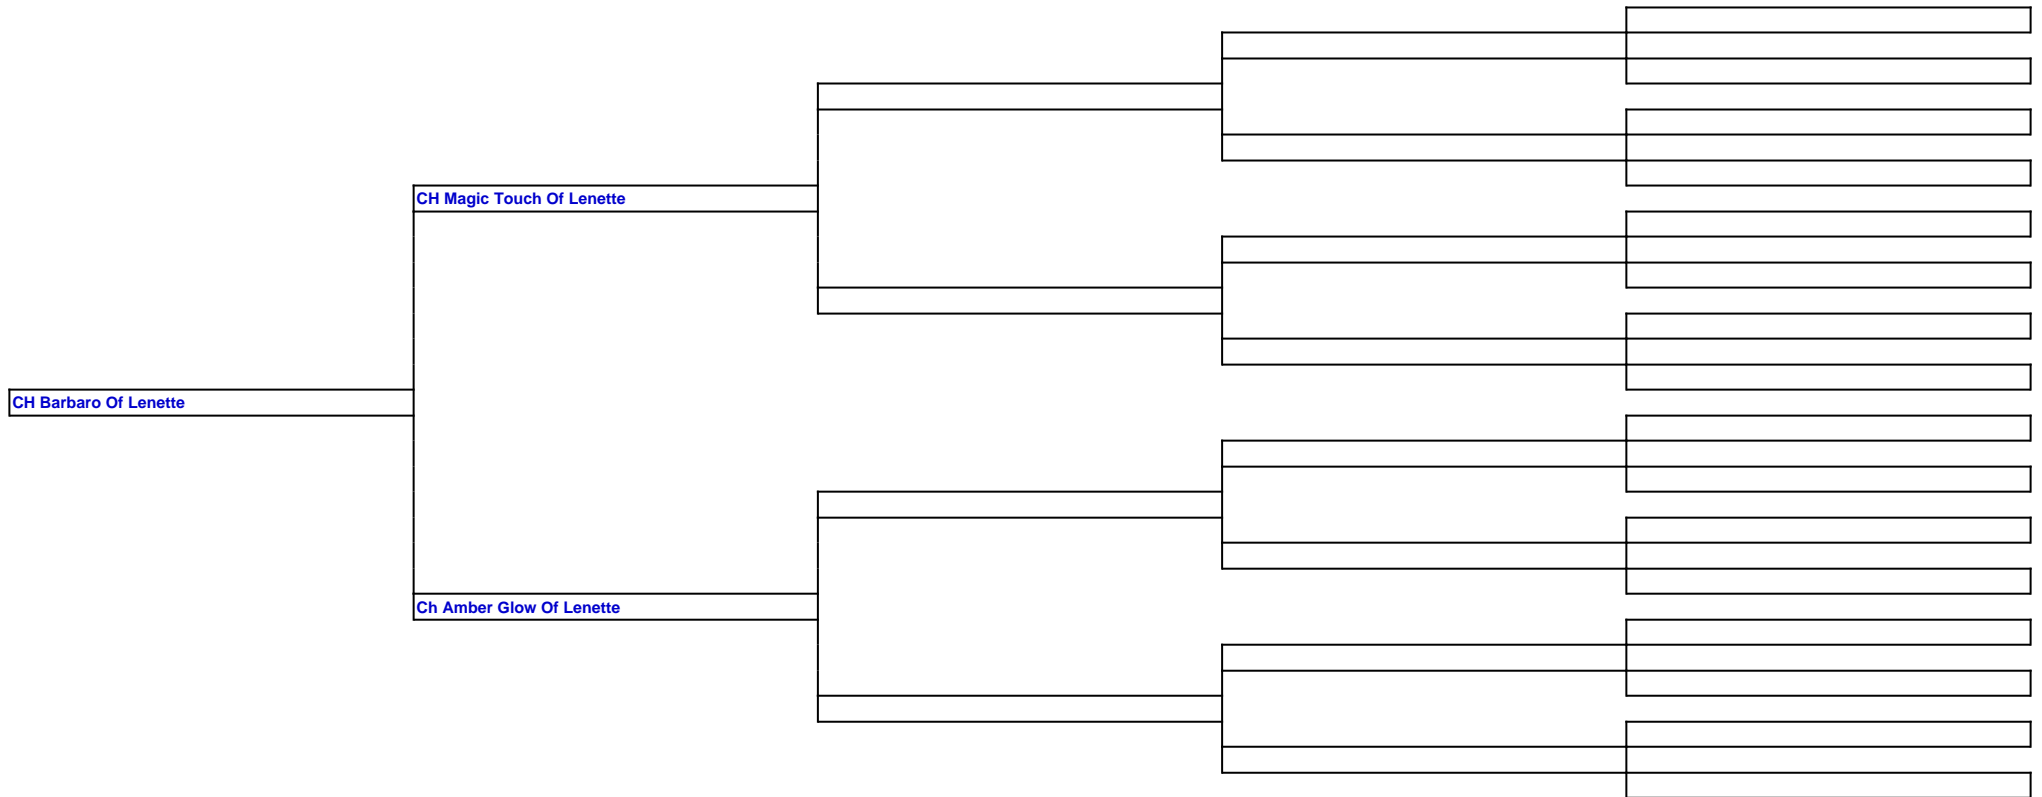 CH Magic Touch Of Lenette
CH Barbaro Of Lenette
Ch Amber Glow Of Lenette